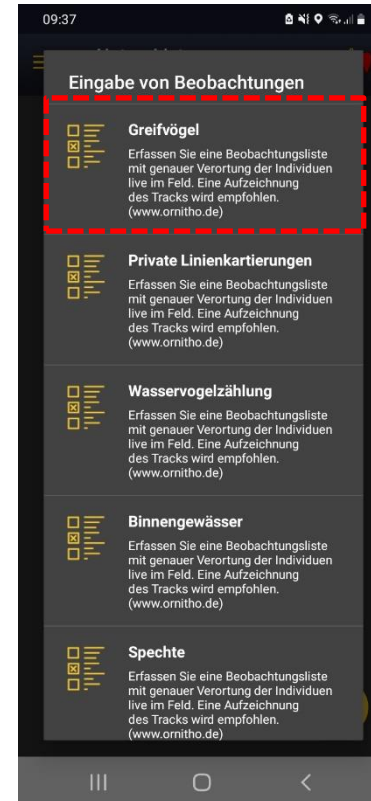 09:37
Eingabe von Beobachtungen
Greifvögel
Erfassen Sie eine Beobachtungsliste
mit genauer Verortung der Individuen
live im Feld. Eine Aufzeichnung
des Tracks wird empfohlen.
(www.ornitho.de)
Private Linienkartierungen
Erfassen Sie eine Beobachtungsliste
mit genauer Verortung der Individuen
live im Feld. Eine Aufzeichnung
des Tracks wird empfohlen.
(www.ornitho.de)
Wasservogelzählung
Erfassen Sie eine Beobachtungsliste
mit genauer Verortung der Individuen
live im Feld. Eine Aufzeichnung
des Tracks wird empfohlen.
(www.ornitho.de)
Binnengewässer
Erfassen Sie eine Beobachtungsliste
mit genauer Verortung der Individuen
live im Feld. Eine Aufzeichnung
des Tracks wird empfohlen.
(www.ornitho.de)
Spechte
Erfassen Sie eine Beobachtungsliste
mit genauer Verortung der Individuen
live im Feld. Eine Aufzeichnung
des Tracks wird empfohlen.
(www.ornitho.de)